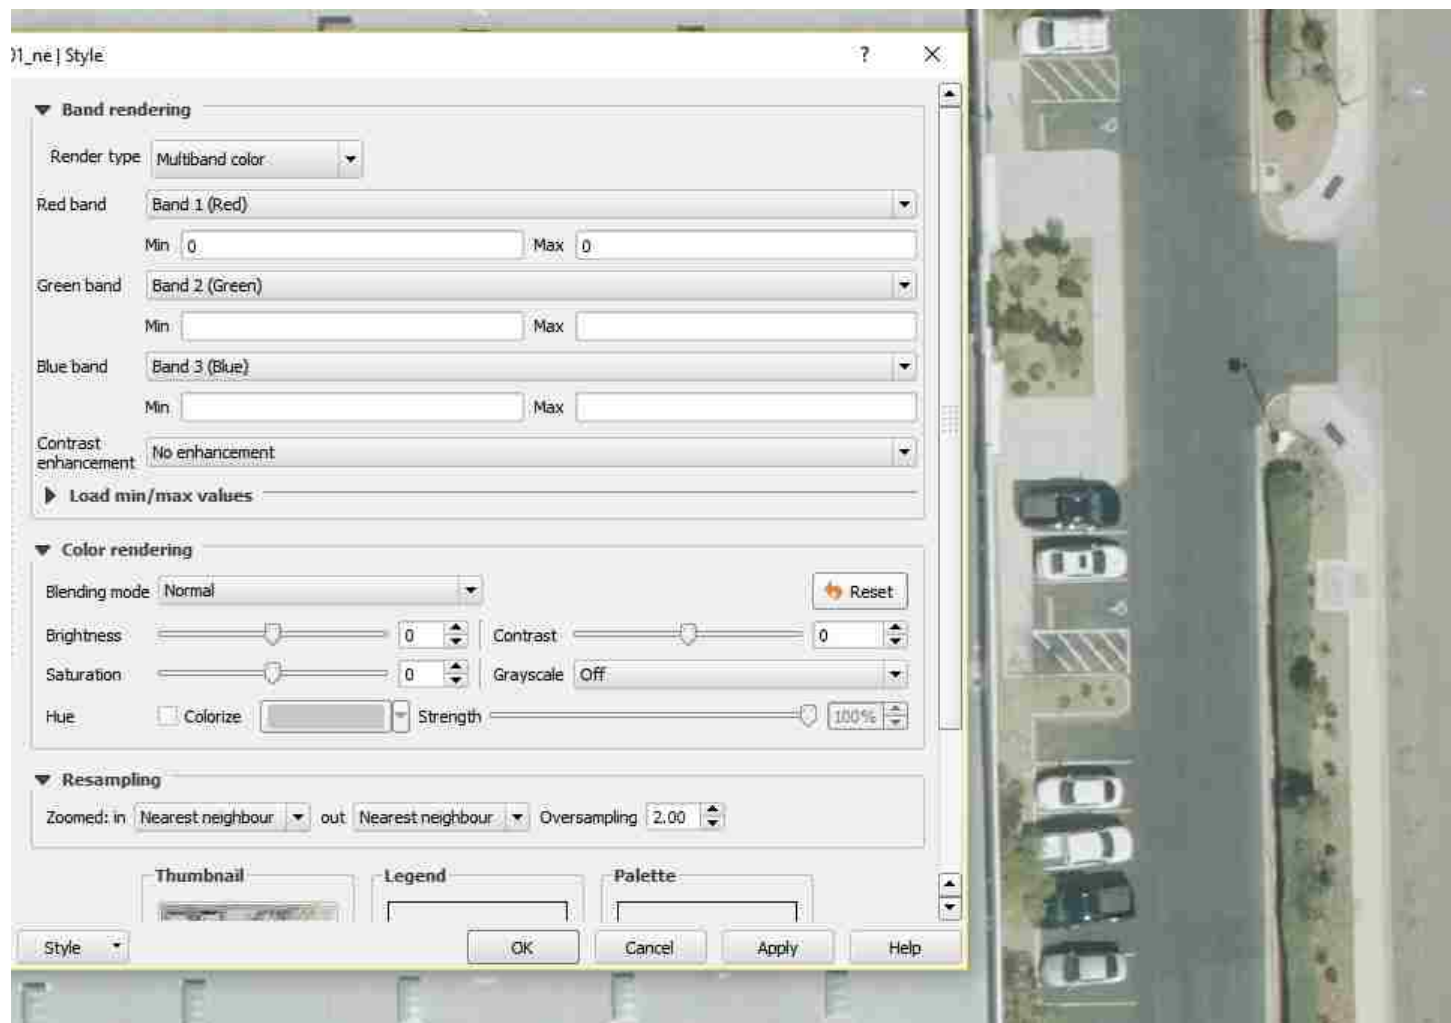 01_ne | Style ?
Band rendering
Render type Multiband color
Red band Band 1 (Red)
Min 0 Max 0
Green band Band 2 (Green)
Min Max
Blue band Band 3 (Blue)
Min Max
Contrast enhancement No enhancement
Load min/max values
Color rendering
Blending mode Normal Reset
Brightness 0 Contrast 0
Saturation 0 Grayscale Off
Hue Colorize Strength 100%
Resampling
Zoomed: in Nearest neighbour out Nearest neighbour Oversampling 2.00
Thumbnail Legend Palette
Style OK Cancel Apply Help